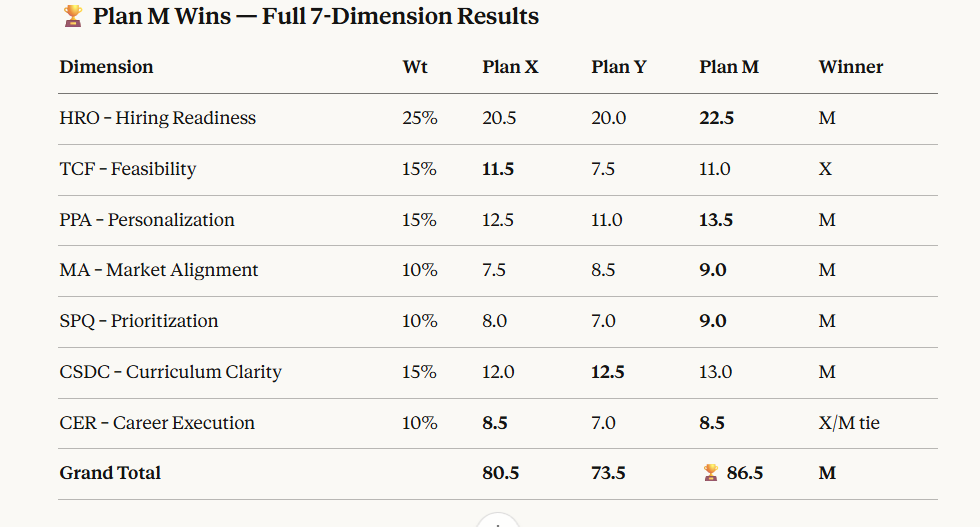 🏆 Plan M Wins — Full 7-Dimension Results
Dimension Wt Plan X Plan Y Plan M Winner
HRO – Hiring Readiness 25% 20.5 20.0 22.5 M
TCF – Feasibility 15% 11.5 7.5 11.0 X
PPA – Personalization 15% 12.5 11.0 13.5 M
MA – Market Alignment 10% 7.5 8.5 9.0 M
SPQ – Prioritization 10% 8.0 7.0 9.0 M
CSDC – Curriculum Clarity 15% 12.0 12.5 13.0 M
CER – Career Execution 10% 8.5 7.0 8.5 X/M tie
Grand Total 80.5 73.5 🏆 86.5 M